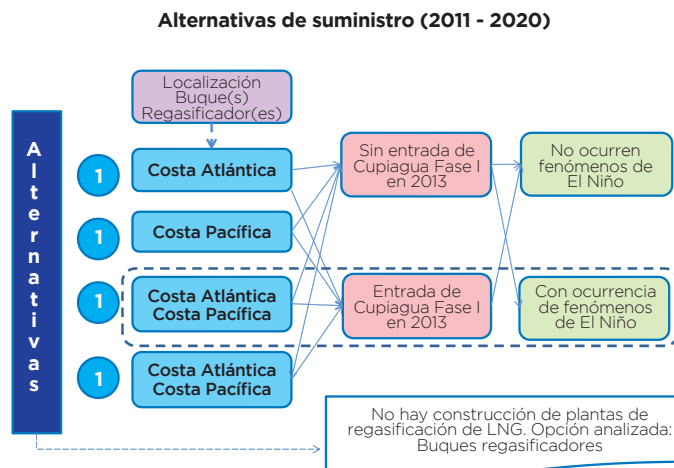 Alternativas de suministro (2011 - 2020)
Localización
Buque(s)
Regasificador(es)
Alternativas
1
Costa Atlántica
Sin entrada de
Cupiagua Fase I
en 2013
No ocurren
fenómenos de
El Niño
1
Costa Pacífica
1
Costa Atlántica
Costa Pacífica
Entrada de
Cupiagua Fase I
en 2013
Con ocurrencia
de fenómenos
de El Niño
1
Costa Atlántica
Costa Pacífica
No hay construcción de plantas de
regasificación de LNG. Opción analizada:
Buques regasificadores